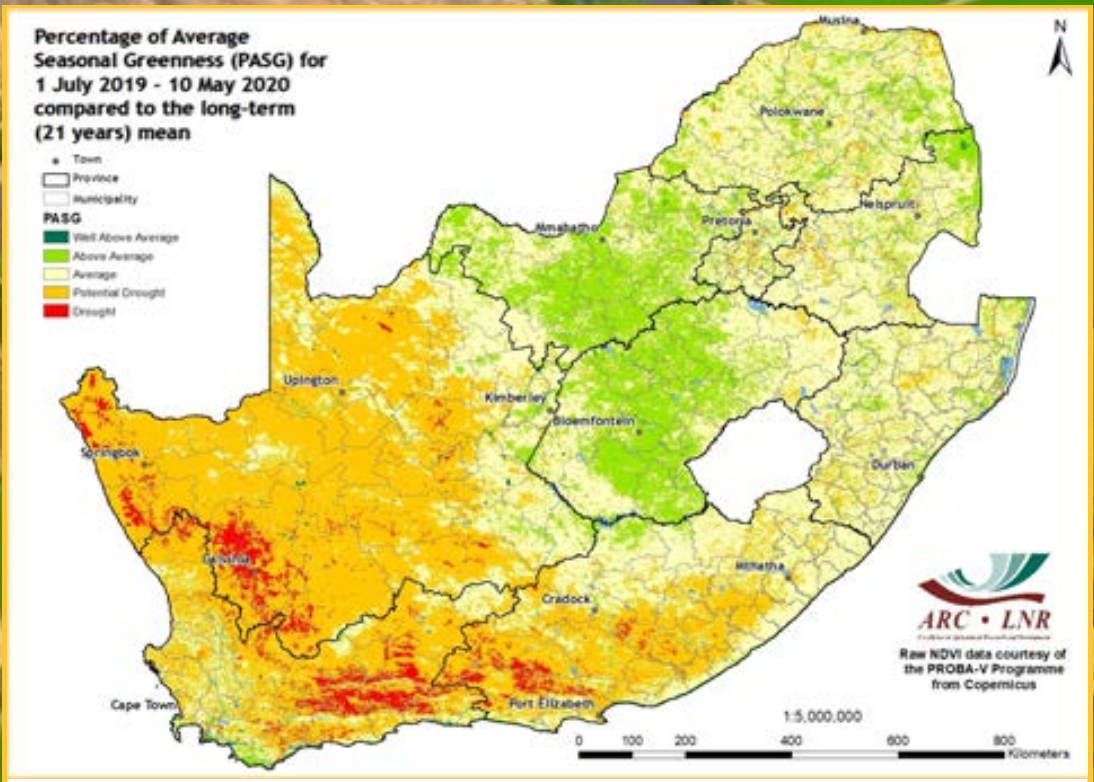 Percentage of Average
Seasonal Greenness (PASG) for
1 July 2019 - 10 May 2020
compared to the long-term
(21 years) mean
Town
Province
Municipality
PASG
Well Above Average
Above Average
Average
Potential Drought
Drought
N
Musina
Polokwane
Nelspruit
Pretoria
Mmabatho
Upington
Kimberley
Bloemfontein
Springbok
Durban
Calvinia
Mthatha
Cradock
Cape Town
Port Elizabeth
ARC • LNR
Raw NDVI data courtesy of
the PROBA-V Programme
from Copernicus
1:5,000,000
0 100 200 400 600 800
Kilometers